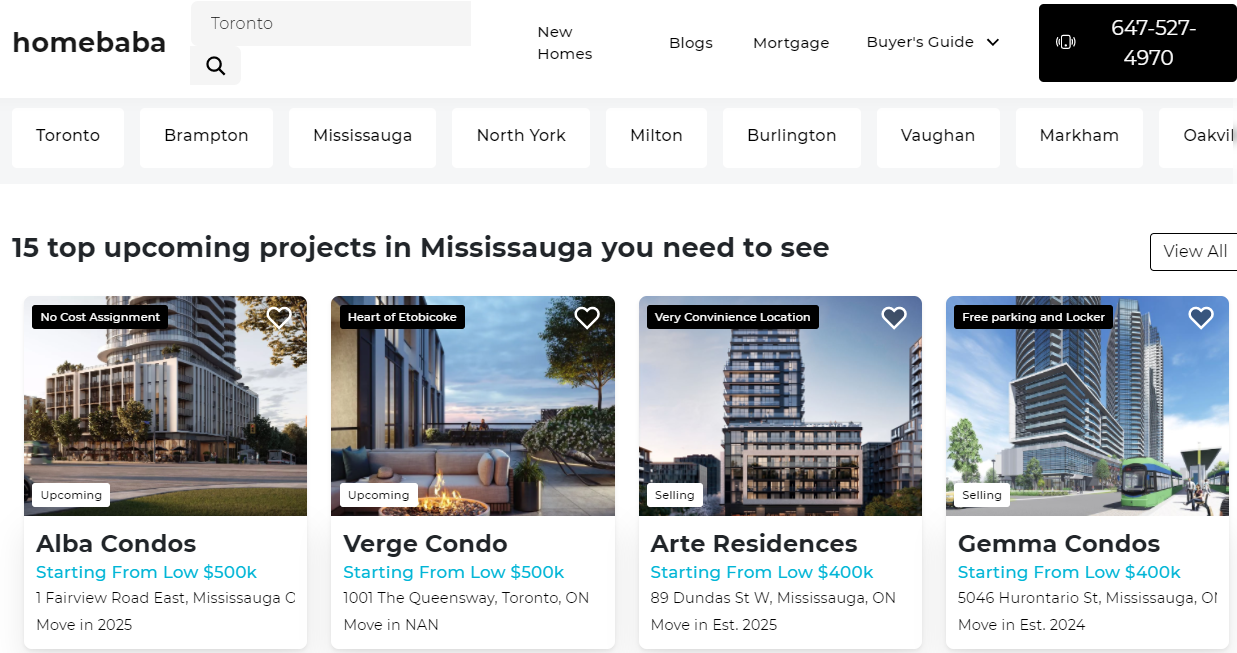 homebaba
Toronto
New
Homes
Blogs
Mortgage
Buyer's Guide
647-527-
4970
Toronto
Brampton
Mississauga
North York
Milton
Burlington
Vaughan
Markham
Oakvil
15 top upcoming projects in Mississauga you need to see
View All
No Cost Assignment
Upcoming
Alba Condos
Starting From Low $500k
1 Fairview Road East, Mississauga O
Move in 2025
Heart of Etobicoke
Upcoming
Verge Condo
Starting From Low $500k
1001 The Queensway, Toronto, ON
Move in NAN
Very Convinience Location
Selling
Arte Residences
Starting From Low $400k
89 Dundas St W, Mississauga, ON
Move in Est. 2025
Free parking and Locker
Selling
Gemma Condos
Starting From Low $400k
5046 Hurontario St, Mississauga, ON
Move in Est. 2024